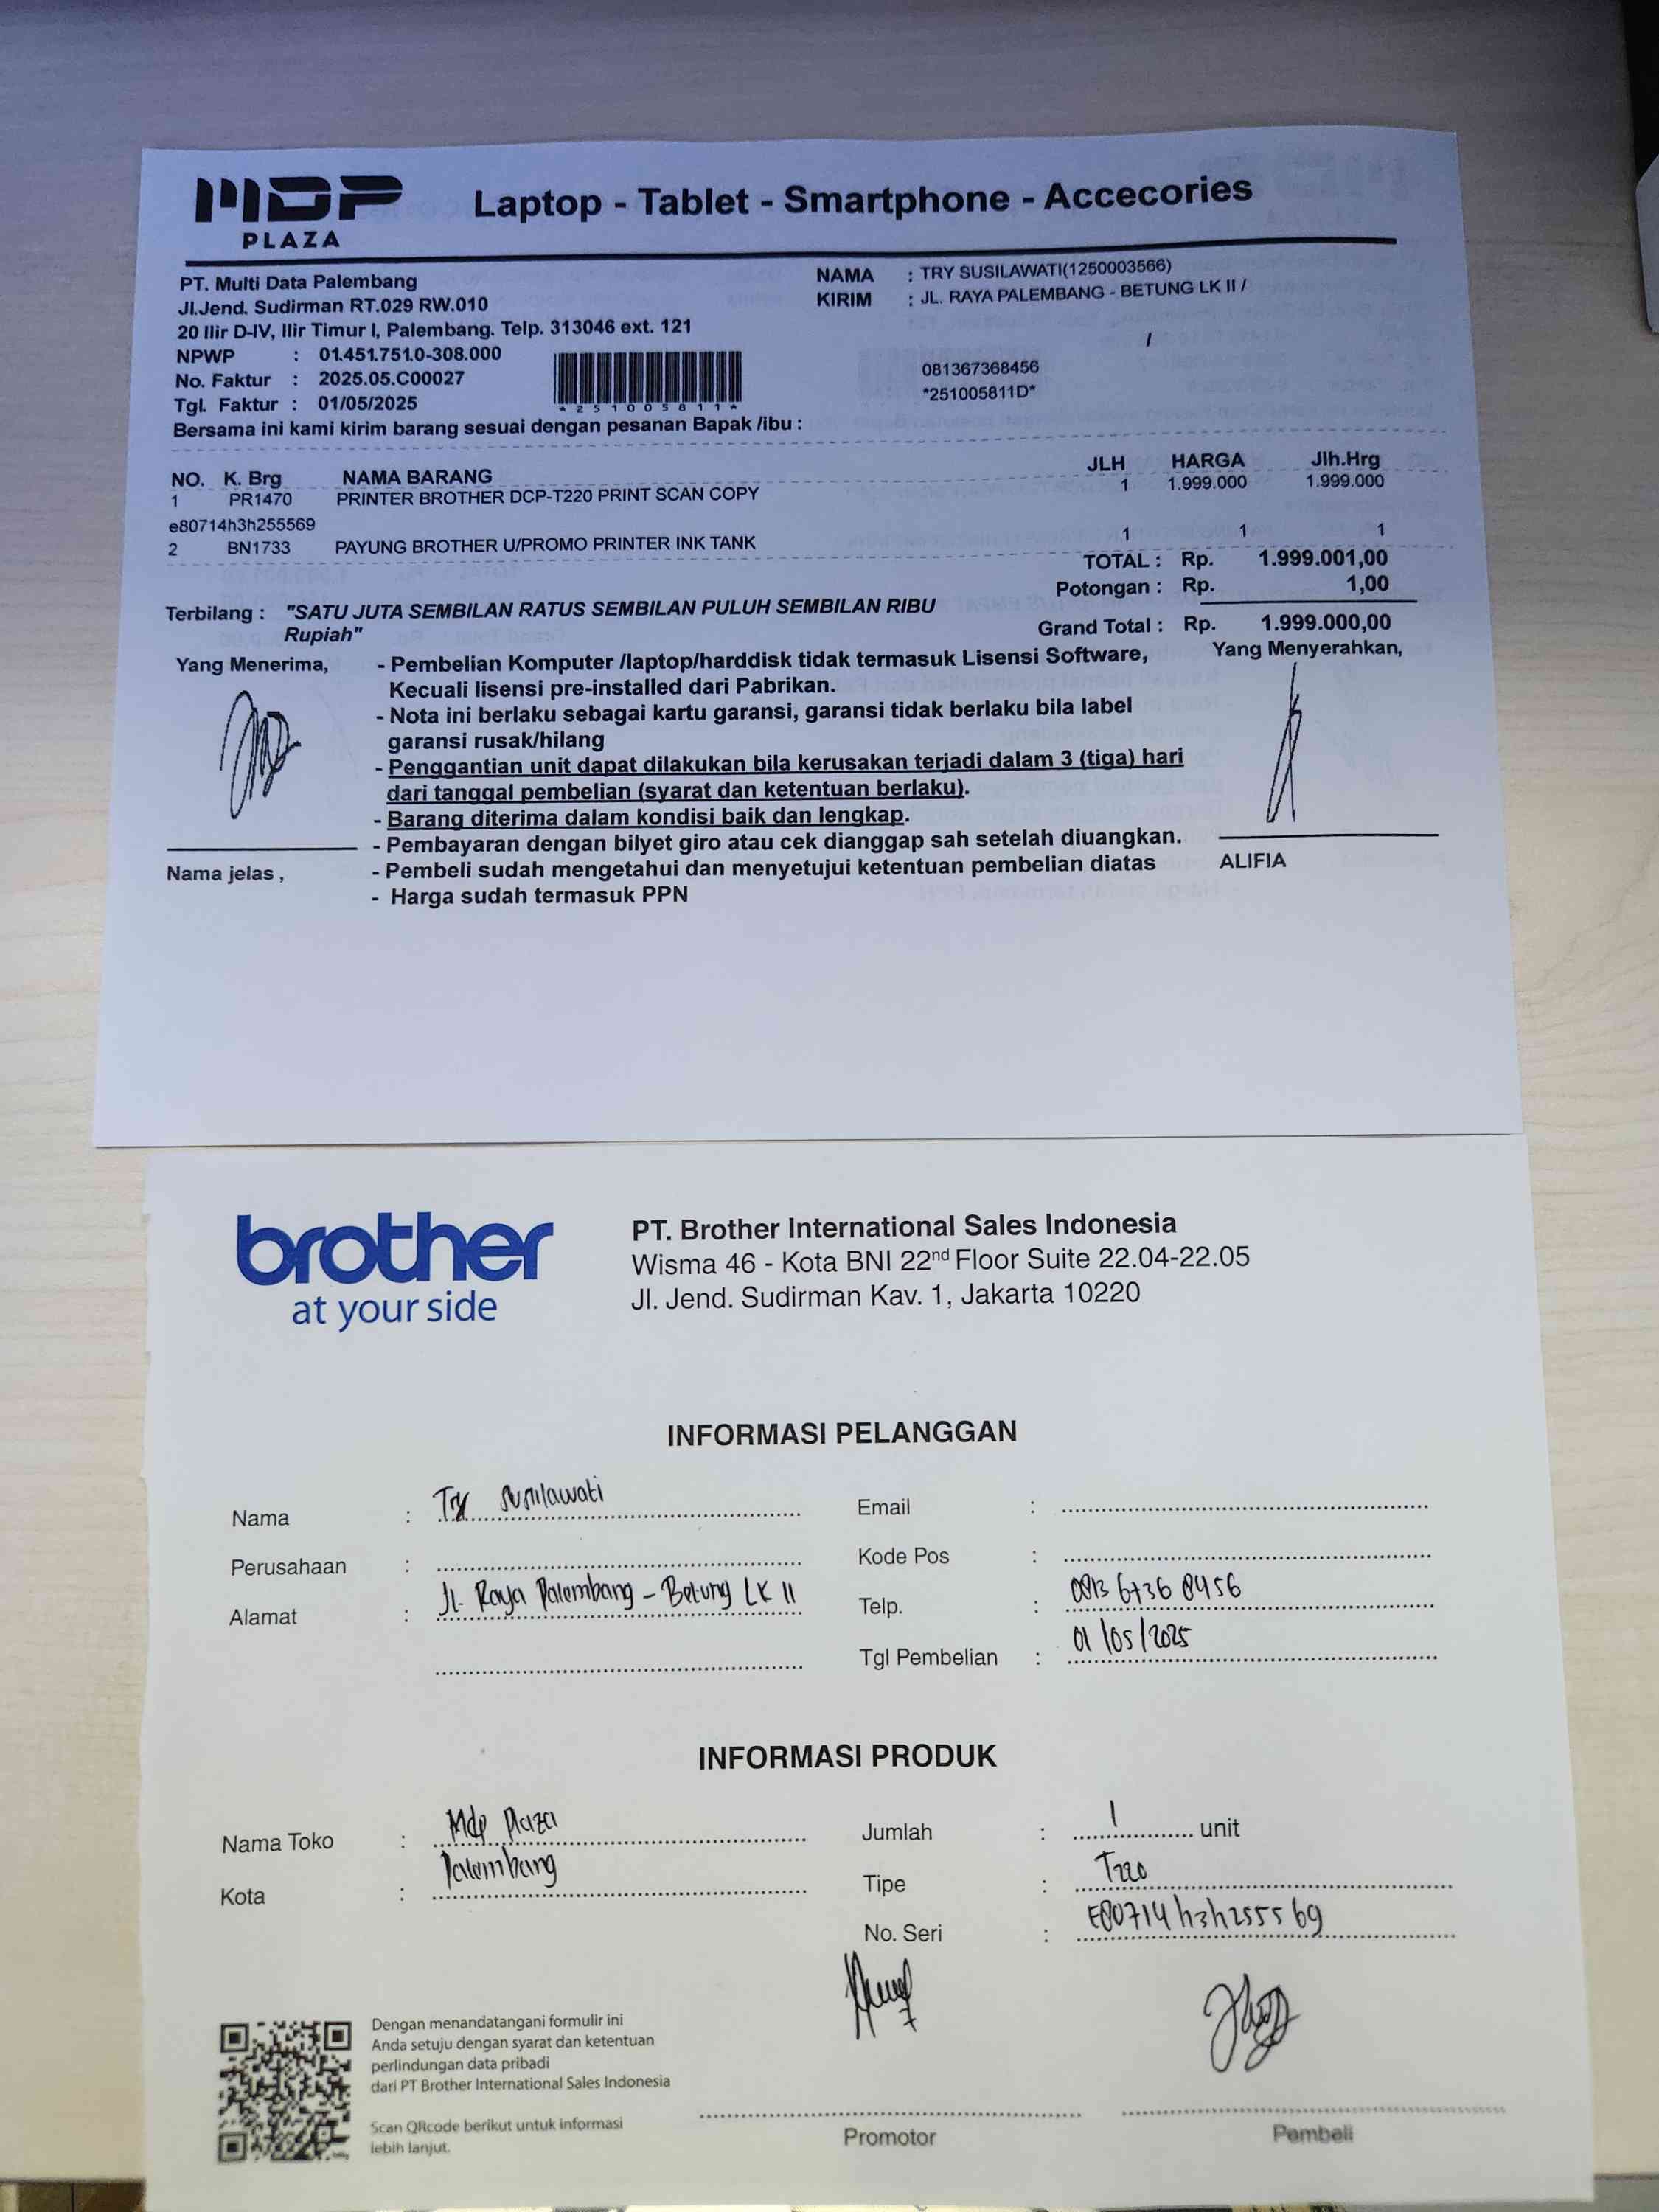 MDP
PLAZA
Laptop - Tablet - Smartphone - Accecories
PT. Multi Data Palembang
Jl.Jend. Sudirman RT.029 RW.010
20 Ilir D-IV, Ilir Timur I, Palembang. Telp. 313046 ext. 121
NPWP : 01.451.751.0-308.000
No. Faktur : 2025.05.C00027
Tgl. Faktur : 01/05/2025
*251005811*
NAMA : TRY SUSILAWATI(1250003566)
KIRIM : JL. RAYA PALEMBANG - BETUNG LK II /
/
081367368456
*251005811D*
Bersama ini kami kirim barang sesuai dengan pesanan Bapak /ibu :
NO. K. Brg NAMA BARANG JLH HARGA Jlh.Hrg
1 PR1470 PRINTER BROTHER DCP-T220 PRINT SCAN COPY 1 1.999.000 1.999.000
e80714h3h255569
2 BN1733 PAYUNG BROTHER U/PROMO PRINTER INK TANK 1 1 1
TOTAL : Rp. 1.999.001,00
Potongan : Rp. 1,00
Grand Total : Rp. 1.999.000,00
Terbilang : "SATU JUTA SEMBILAN RATUS SEMBILAN PULUH SEMBILAN RIBU
Rupiah"
Yang Menerima,
- Pembelian Komputer /laptop/harddisk tidak termasuk Lisensi Software,
Kecuali lisensi pre-installed dari Pabrikan.
- Nota ini berlaku sebagai kartu garansi, garansi tidak berlaku bila label
garansi rusak/hilang
- Penggantian unit dapat dilakukan bila kerusakan terjadi dalam 3 (tiga) hari
dari tanggal pembelian (syarat dan ketentuan berlaku).
- Barang diterima dalam kondisi baik dan lengkap.
- Pembayaran dengan bilyet giro atau cek dianggap sah setelah diuangkan.
- Pembeli sudah mengetahui dan menyetujui ketentuan pembelian diatas
- Harga sudah termasuk PPN
Yang Menyerahkan,
ALIFIA
Nama jelas ,
brother
at your side
PT. Brother International Sales Indonesia
Wisma 46 - Kota BNI 22nd Floor Suite 22.04-22.05
Jl. Jend. Sudirman Kav. 1, Jakarta 10220
INFORMASI PELANGGAN
Nama : Try Susilawati
Perusahaan :
Alamat : Jl. Raya Palembang - Betung LK II
Email :
Kode Pos :
Telp. : 0813 6736 8456
Tgl Pembelian : 01/05/2025
INFORMASI PRODUK
Nama Toko : Mdp Plaza
Kota : Palembang
Jumlah : 1 unit
Tipe : T220
No. Seri : E80714h3h255569
Dengan menandatangani formulir ini
Anda setuju dengan syarat dan ketentuan
perlindungan data pribadi
dari PT Brother International Sales Indonesia
Scan QRcode berikut untuk informasi
lebih lanjut.
Promotor
Pembeli